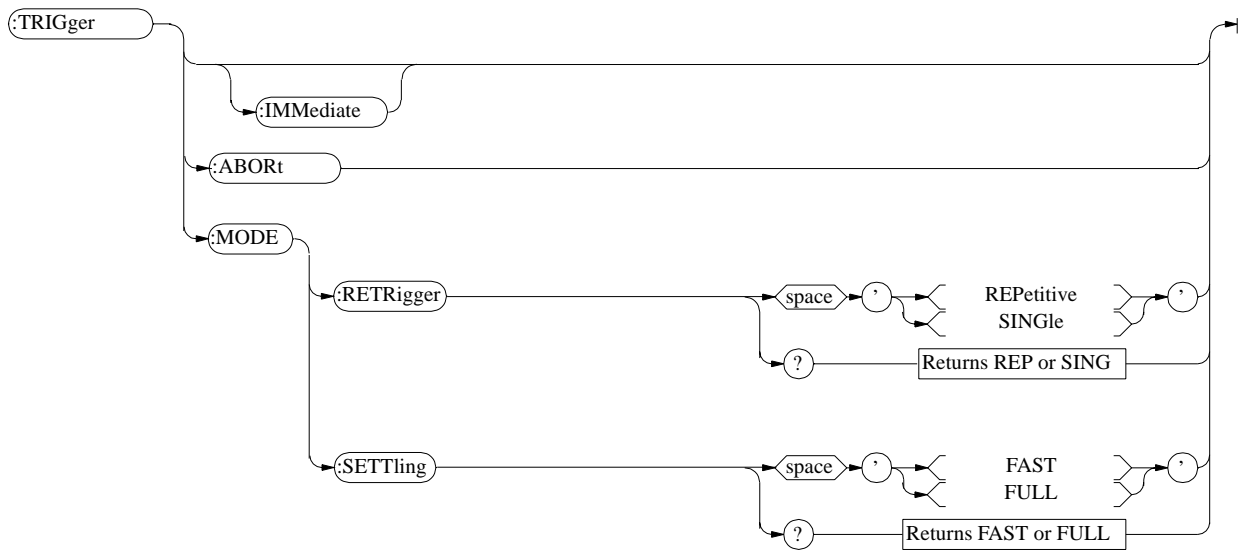 :TRIGger
:IMMediate
:ABORt
:MODE
:RETRigger
space
’
REPetitive
SINGle
’
?
Returns REP or SING
:SETTling
space
’
FAST
FULL
’
?
Returns FAST or FULL